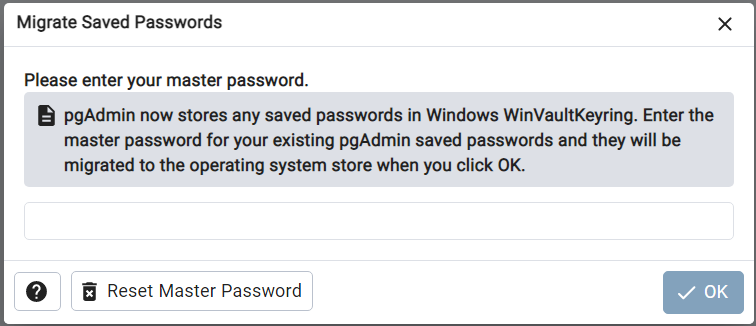 Migrate Saved Passwords
Please enter your master password.
pgAdmin now stores any saved passwords in Windows WinVaultKeyring. Enter the
master password for your existing pgAdmin saved passwords and they will be
migrated to the operating system store when you click OK.
Reset Master Password
OK